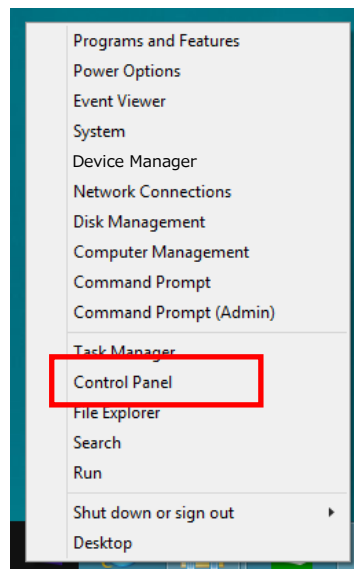 Programs and Features
Power Options
Event Viewer
System
Device Manager
Network Connections
Disk Management
Computer Management
Command Prompt
Command Prompt (Admin)
Task Manager
Control Panel
File Explorer
Search
Run
Shut down or sign out
Desktop